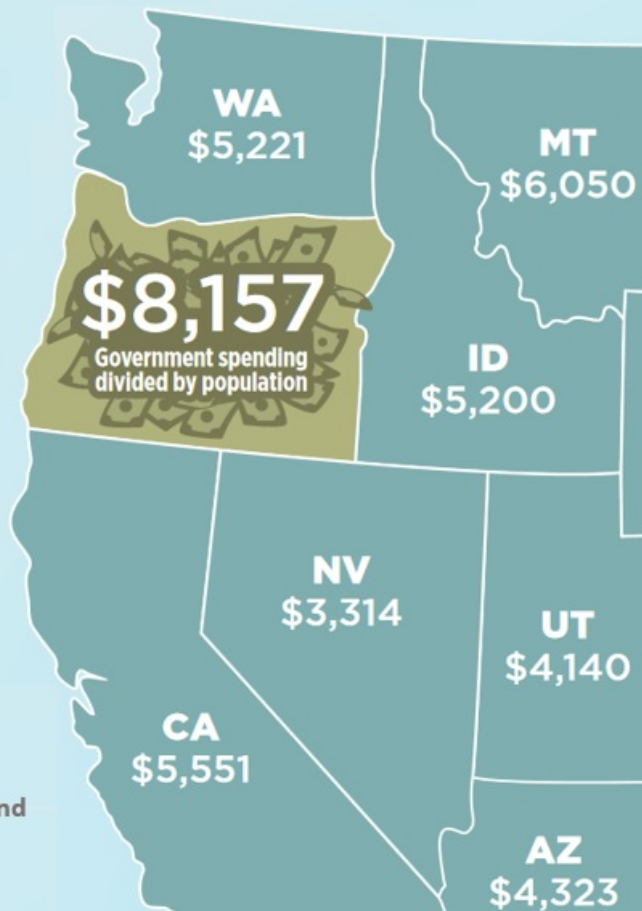 WA
$5,221
MT
$6,050
$8,157
Government spending
divided by population
ID
$5,200
NV
$3,314
UT
$4,140
CA
$5,551
nd
AZ
$4,323